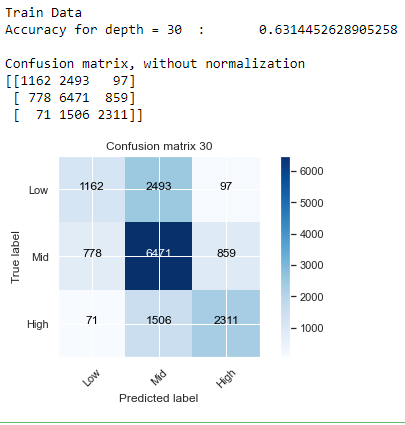 Train Data
Accuracy for depth = 30  :       0.6314452628905258
Confusion matrix, without normalization
[[1162 2493   97]
 [ 778 6471  859]
 [  71 1506 2311]]
Confusion matrix 30
Low 1162 2493 97
Mid 778 6471 859
High 71 1506 2311
Low Mid High
True label
Predicted label
6000
5000
4000
3000
2000
1000